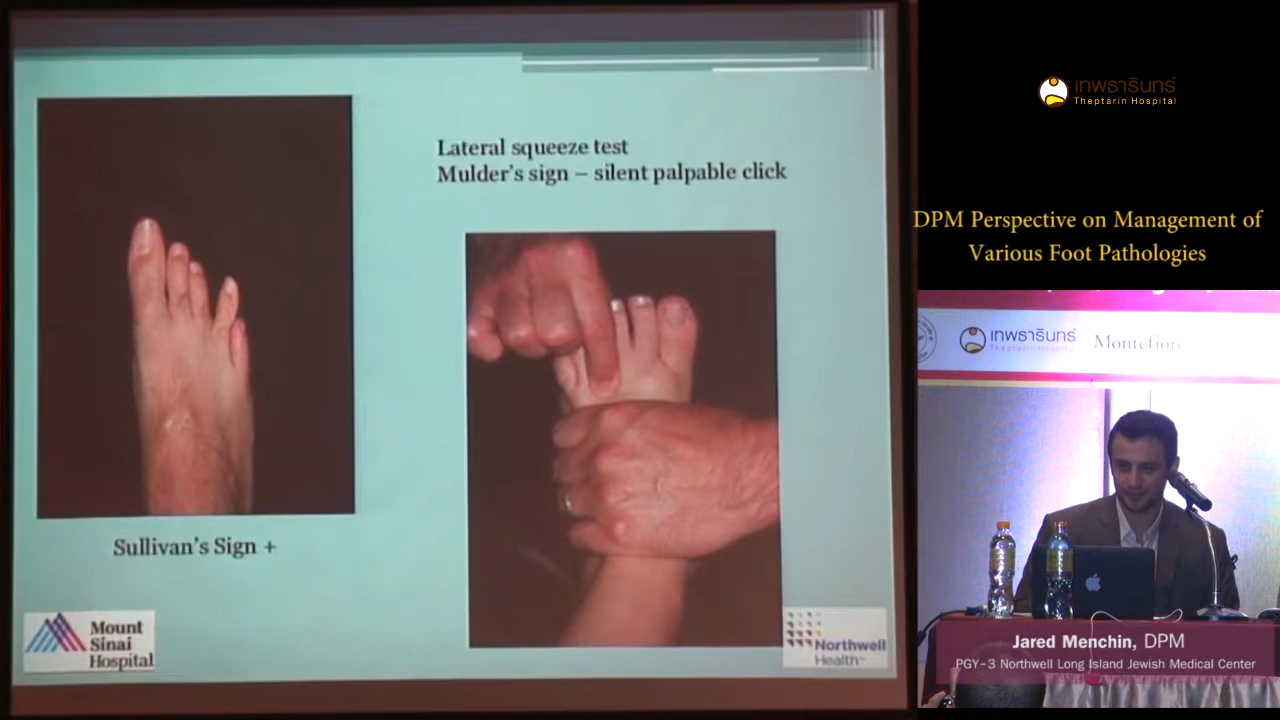 Lateral squeeze test
Mulder's sign – silent palpable click
Sullivan's Sign +
Mount
Sinai
Hospital
Northwell
Health
เทพธารินทร์
Theptarin Hospital
DPM Perspective on Management of
Various Foot Pathologies
เทพธารินทร์
Theptarin Hospital
Montefiore
Jared Menchin, DPM
PGY-3 Northwell Long Island Jewish Medical Center